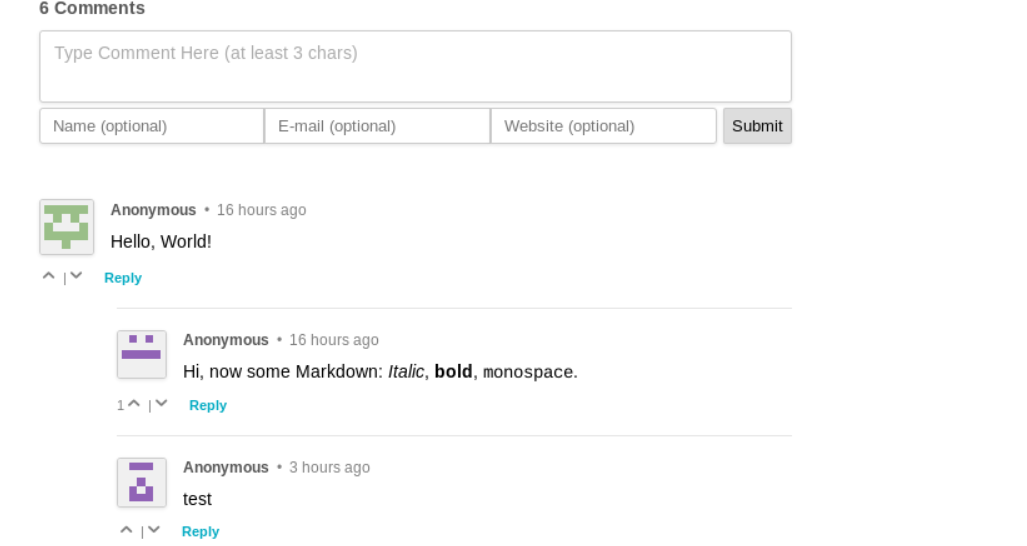 6 Comments
Type Comment Here (at least 3 chars)
Name (optional) E-mail (optional) Website (optional) Submit
Anonymous • 16 hours ago
Hello, World!
| Reply
Anonymous • 16 hours ago
Hi, now some Markdown: Italic, bold, monospace.
1 | Reply
Anonymous • 3 hours ago
test
| Reply